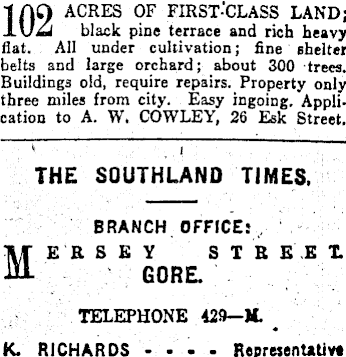 102 ACRES OF FIRST-CLASS LAND;
black pine terrace and rich heavy
flat. All under cultivation; fine shelter
belts and large orchard; about 300 trees.
Buildings old, require repairs. Property only
three miles from city. Easy ingoing. Appli-
cation to A. W. COWLEY, 26 Esk Street.
THE SOUTHLAND TIMES.
BRANCH OFFICE:
MERSEY STREET.
GORE.
TELEPHONE 429—M.
K. RICHARDS - - - - Representative